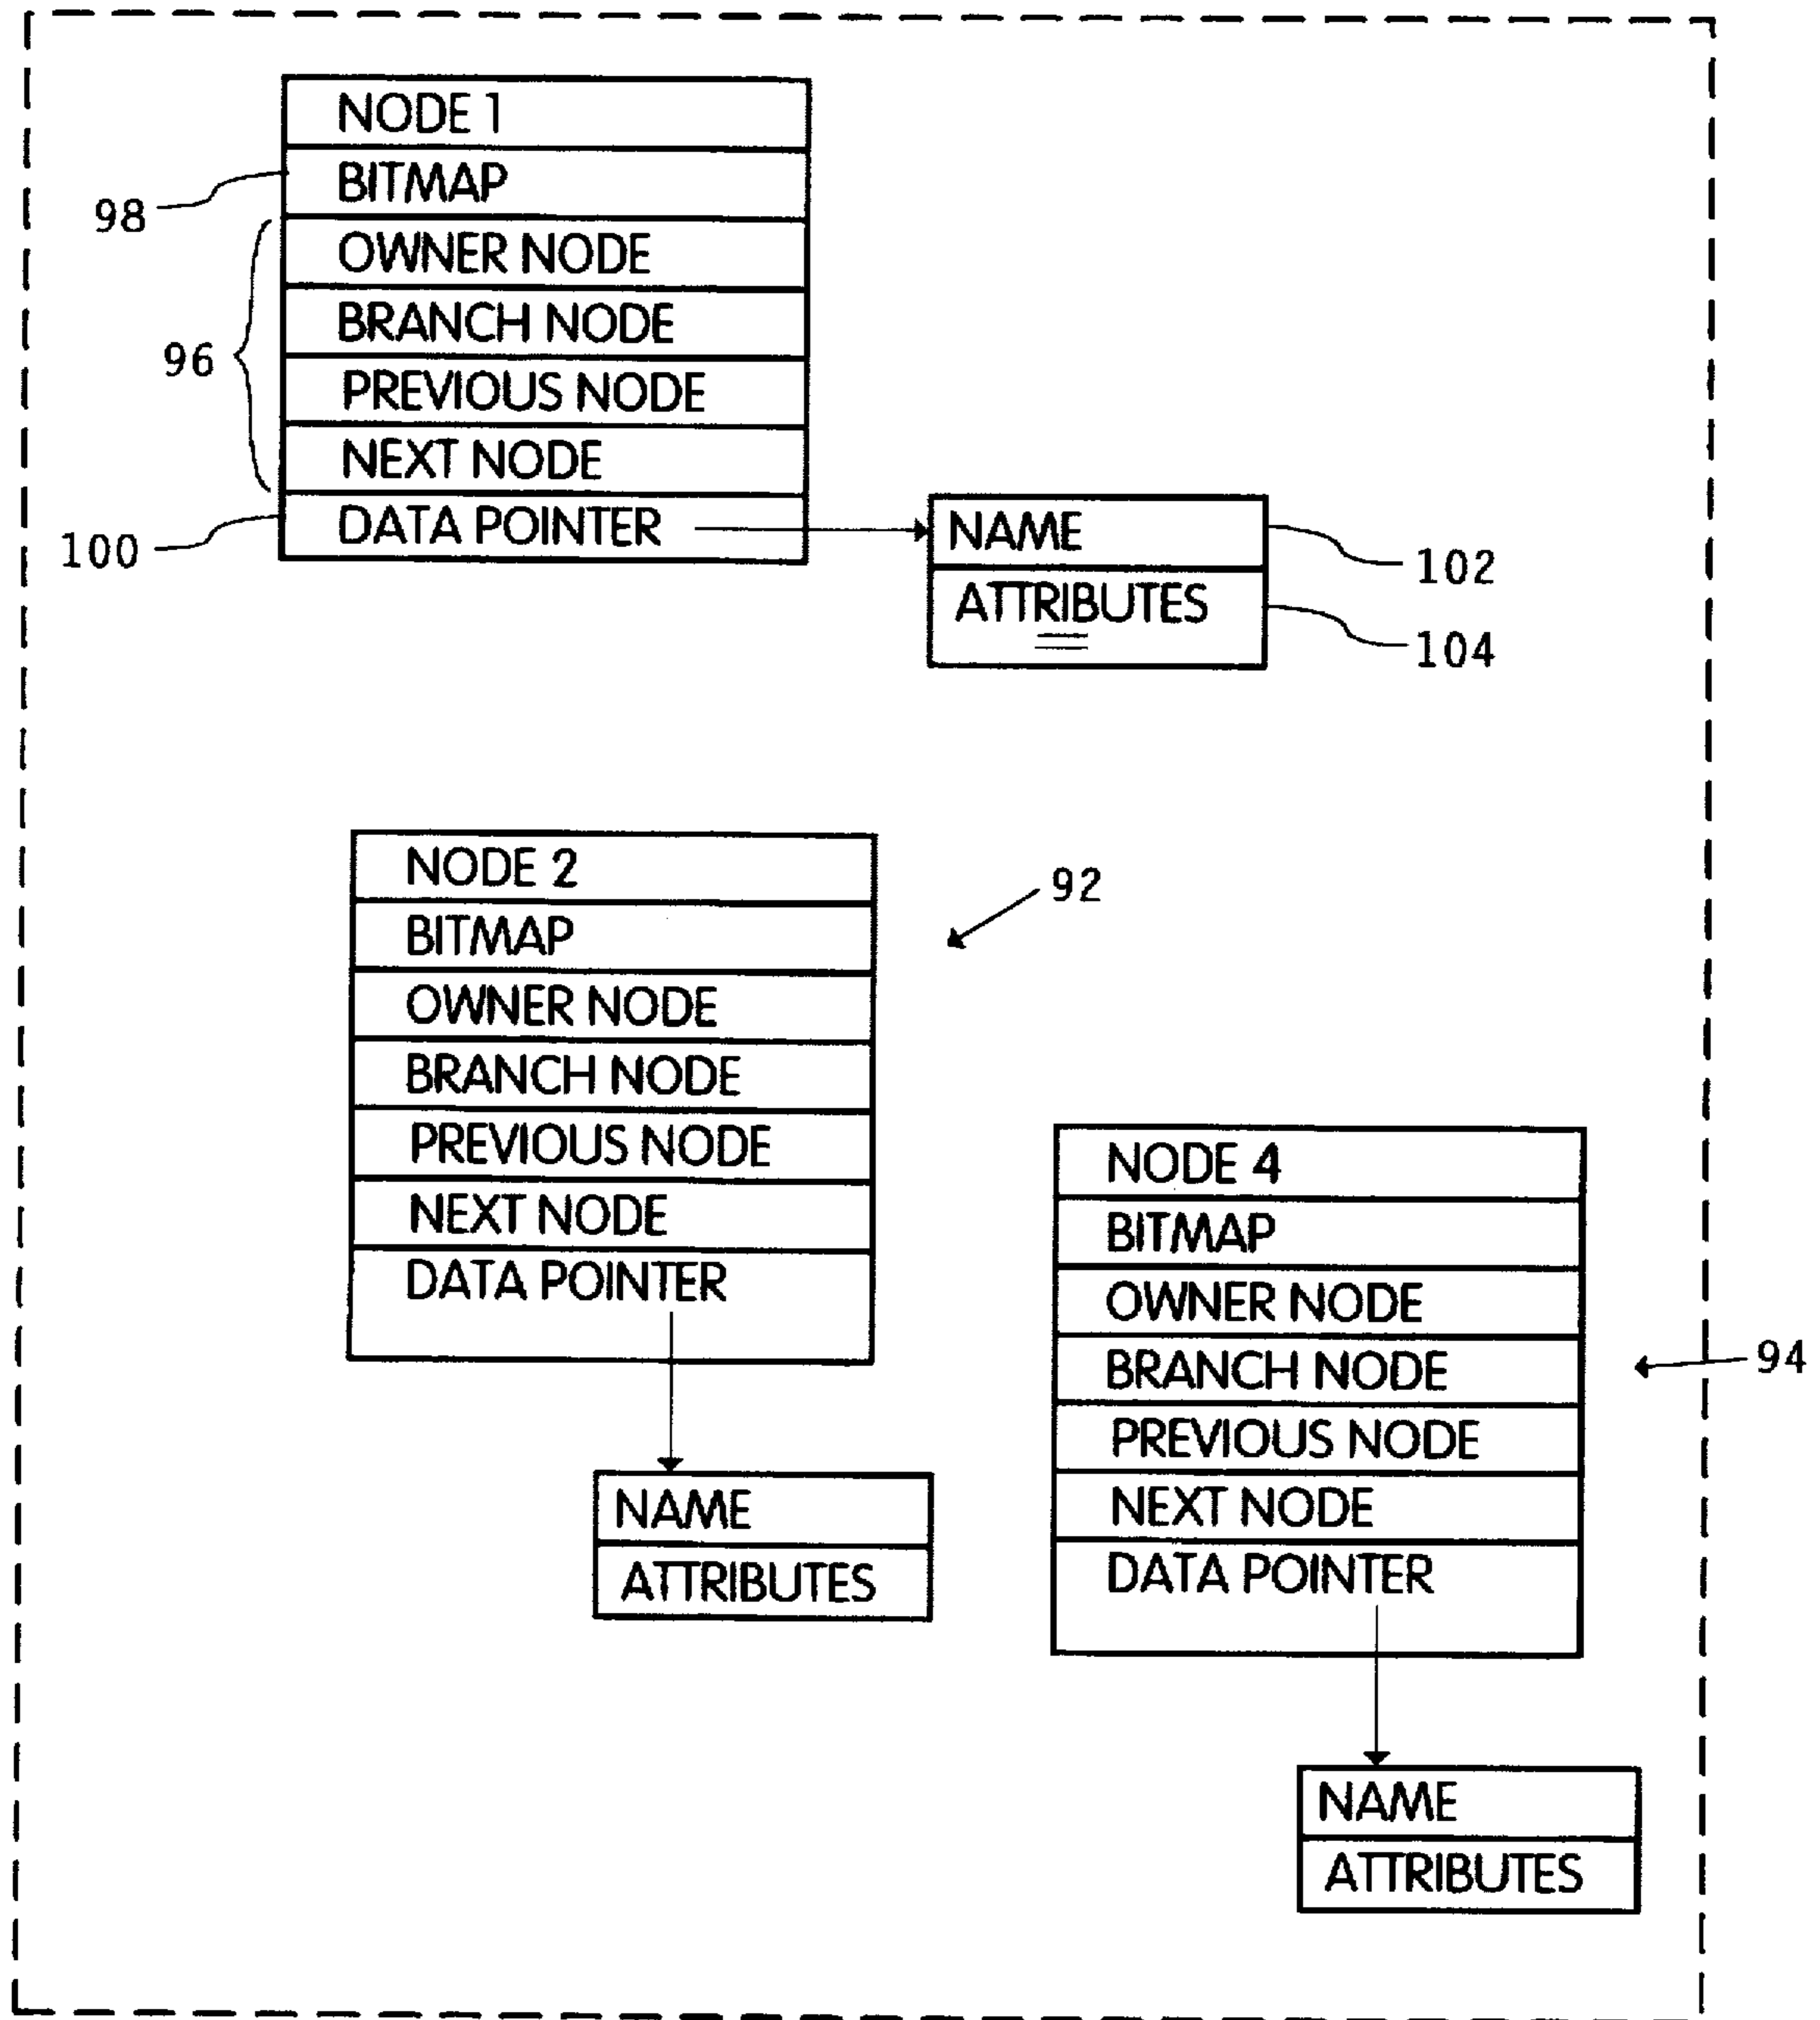 NODE 1
BITMAP
98
OWNER NODE
BRANCH NODE
96
PREVIOUS NODE
NEXT NODE
DATA POINTER
100
NAME
102
ATTRIBUTES
104
NODE 2
92
BITMAP
OWNER NODE
BRANCH NODE
PREVIOUS NODE
NEXT NODE
DATA POINTER
NAME
ATTRIBUTES
NODE 4
BITMAP
OWNER NODE
BRANCH NODE
94
PREVIOUS NODE
NEXT NODE
DATA POINTER
NAME
ATTRIBUTES